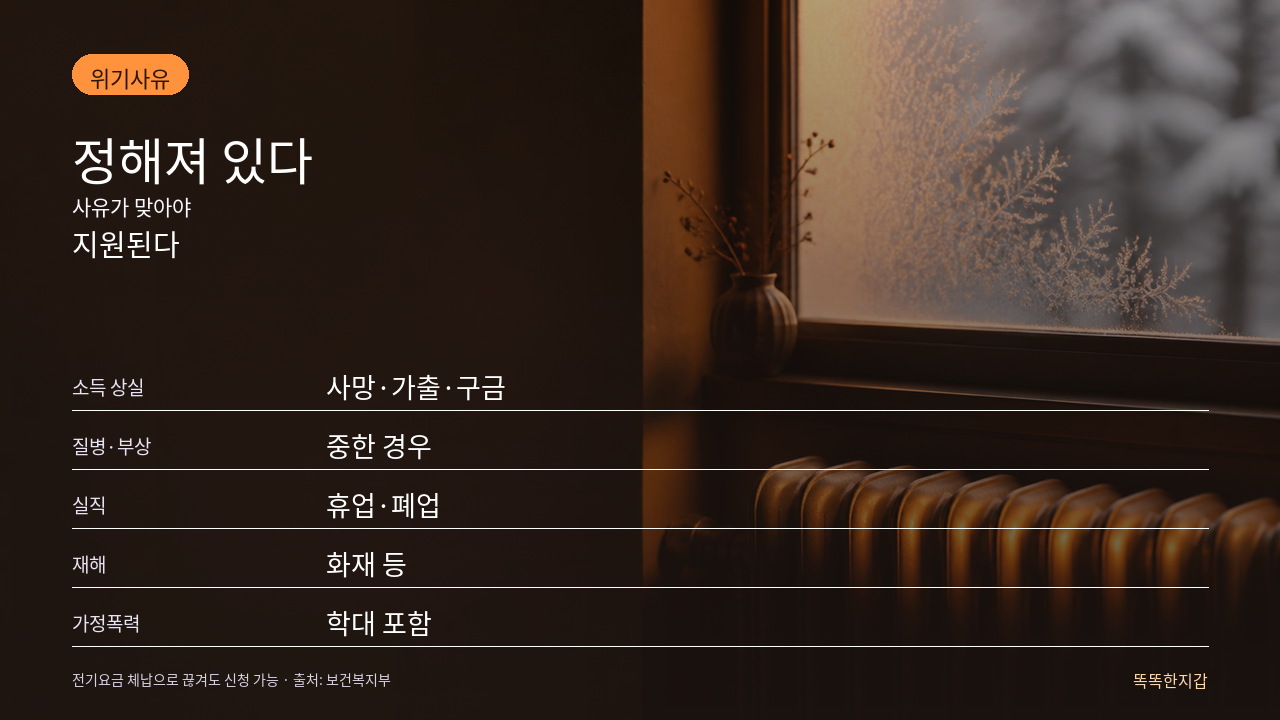 위기사유
정해져 있다
사유가 맞아야
지원된다
소득 상실 사망·가출·구금
질병·부상 중한 경우
실직 휴업·폐업
재해 화재 등
가정폭력 학대 포함
전기요금 체납으로 끊겨도 신청 가능 · 출처: 보건복지부
똑똑한지갑